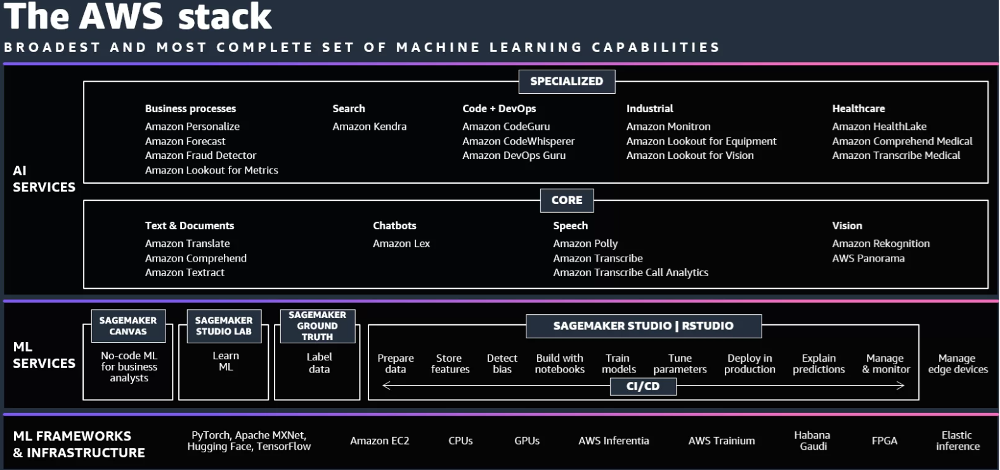 The AWS stack
BROADEST AND MOST COMPLETE SET OF MACHINE LEARNING CAPABILITIES
AI
SERVICES
SPECIALIZED
Business processes
Amazon Personalize
Amazon Forecast
Amazon Fraud Detector
Amazon Lookout for Metrics
Search
Amazon Kendra
Code + DevOps
Amazon CodeGuru
Amazon CodeWhisperer
Amazon DevOps Guru
Industrial
Amazon Monitron
Amazon Lookout for Equipment
Amazon Lookout for Vision
Healthcare
Amazon HealthLake
Amazon Comprehend Medical
Amazon Transcribe Medical
CORE
Text & Documents
Amazon Translate
Amazon Comprehend
Amazon Textract
Chatbots
Amazon Lex
Speech
Amazon Polly
Amazon Transcribe
Amazon Transcribe Call Analytics
Vision
Amazon Rekognition
AWS Panorama
ML
SERVICES
SAGEMAKER
CANVAS
No-code ML
for business
analysts
SAGEMAKER
STUDIO LAB
Learn
ML
SAGEMAKER
GROUND
TRUTH
Label
data
SAGEMAKER STUDIO | RSTUDIO
Prepare
data
Store
features
Detect
bias
Build with
notebooks
Train
models
Tune
parameters
Deploy in
production
Explain
predictions
Manage
& monitor
CI/CD
Manage
edge devices
ML FRAMEWORKS
& INFRASTRUCTURE
PyTorch, Apache MXNet,
Hugging Face, TensorFlow
Amazon EC2
CPUs
GPUs
AWS Inferentia
AWS Trainium
Habana
Gaudi
FPGA
Elastic
inference